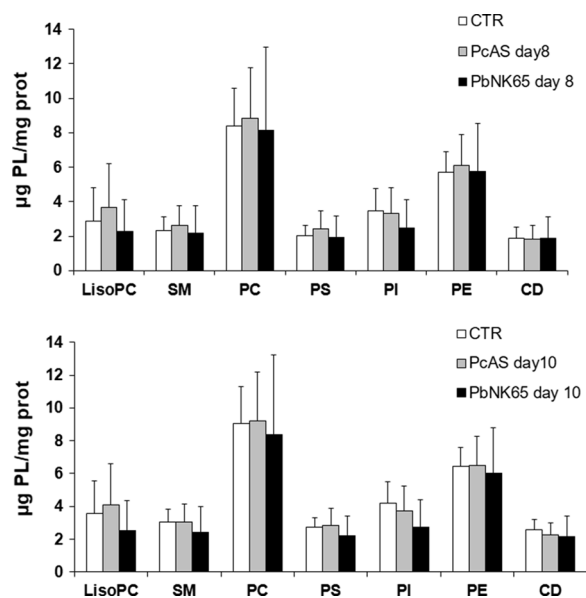 µg PL/mg prot
14
12
10
8
6
4
2
0
CTR
PcAS day8
PbNK65 day 8
LisoPC SM PC PS PI PE CD
µg PL/mg prot
14
12
10
8
6
4
2
0
CTR
PcAS day10
PbNK65 day 10
LisoPC SM PC PS PI PE CD